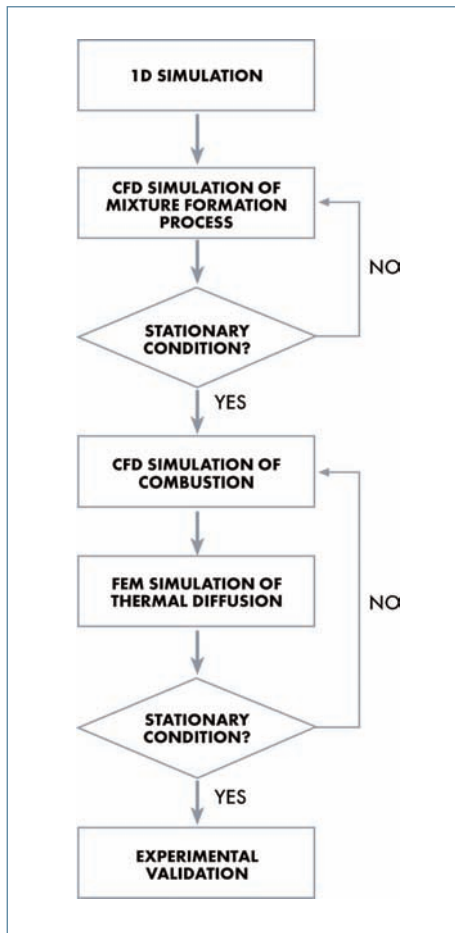 1D SIMULATION
CFD SIMULATION OF
MIXTURE FORMATION
PROCESS
NO
STATIONARY
CONDITION?
YES
CFD SIMULATION OF
COMBUSTION
FEM SIMULATION OF
THERMAL DIFFUSION
NO
STATIONARY
CONDITION?
YES
EXPERIMENTAL
VALIDATION